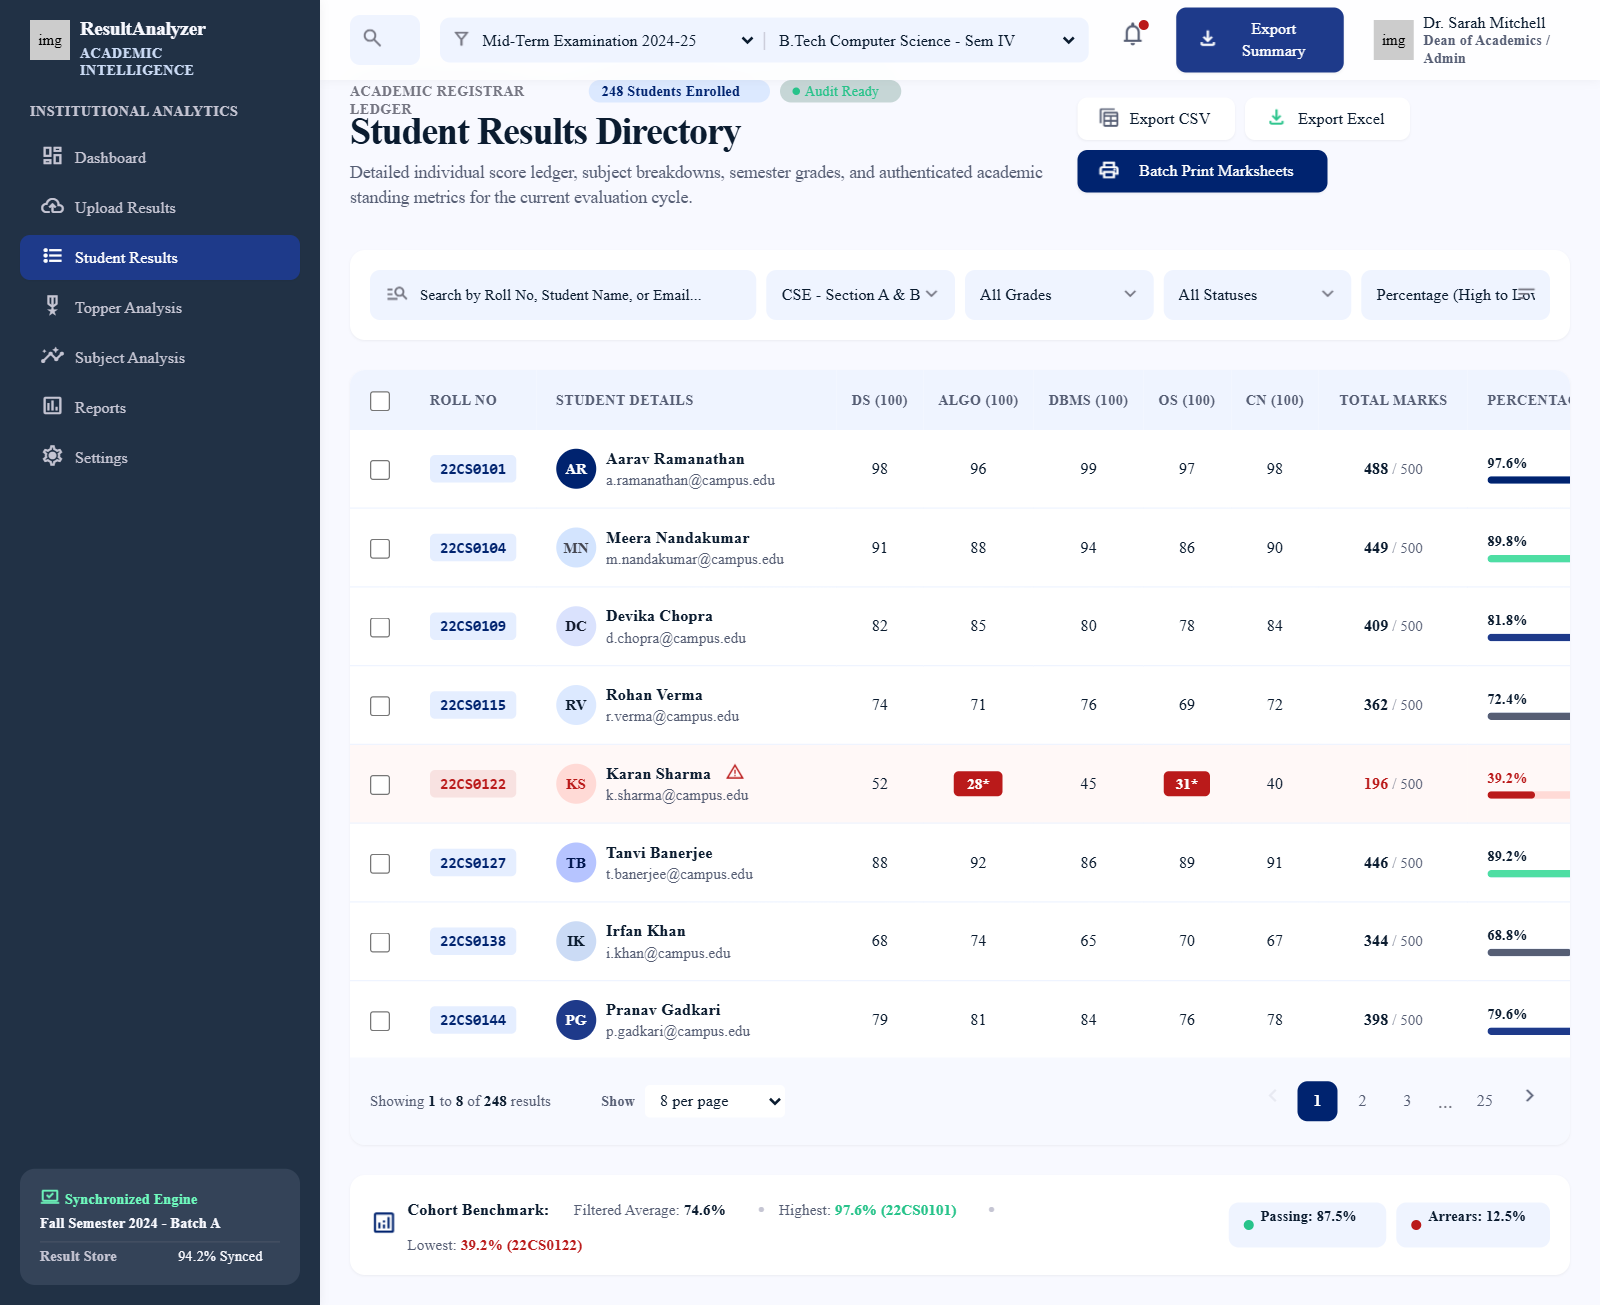 img
ResultAnalyzer
ACADEMIC
INTELLIGENCE
INSTITUTIONAL ANALYTICS
Dashboard
Upload Results
Student Results
Topper Analysis
Subject Analysis
Reports
Settings
Synchronized Engine
Fall Semester 2024 - Batch A
Result Store 94.2% Synced
Mid-Term Examination 2024-25
B.Tech Computer Science - Sem IV
Export
Summary
img
Dr. Sarah Mitchell
Dean of Academics /
Admin
ACADEMIC REGISTRAR
LEDGER
248 Students Enrolled
Audit Ready
Student Results Directory
Detailed individual score ledger, subject breakdowns, semester grades, and authenticated academic
standing metrics for the current evaluation cycle.
Export CSV
Export Excel
Batch Print Marksheets
Search by Roll No, Student Name, or Email...
CSE - Section A & B
All Grades
All Statuses
Percentage (High to Low
ROLL NO STUDENT DETAILS DS (100) ALGO (100) DBMS (100) OS (100) CN (100) TOTAL MARKS PERCENTAG
22CS0101 AR Aarav Ramanathan 98 96 99 97 98 488 / 500 97.6%
a.ramanathan@campus.edu
22CS0104 MN Meera Nandakumar 91 88 94 86 90 449 / 500 89.8%
m.nandakumar@campus.edu
22CS0109 DC Devika Chopra 82 85 80 78 84 409 / 500 81.8%
d.chopra@campus.edu
22CS0115 RV Rohan Verma 74 71 76 69 72 362 / 500 72.4%
r.verma@campus.edu
22CS0122 KS Karan Sharma 52 28* 45 31* 40 196 / 500 39.2%
k.sharma@campus.edu
22CS0127 TB Tanvi Banerjee 88 92 86 89 91 446 / 500 89.2%
t.banerjee@campus.edu
22CS0138 IK Irfan Khan 68 74 65 70 67 344 / 500 68.8%
i.khan@campus.edu
22CS0144 PG Pranav Gadkari 79 81 84 76 78 398 / 500 79.6%
p.gadkari@campus.edu
Showing 1 to 8 of 248 results Show 8 per page 1 2 3 ... 25
Cohort Benchmark: Filtered Average: 74.6% • Highest: 97.6% (22CS0101) •
Lowest: 39.2% (22CS0122)
Passing: 87.5%
Arrears: 12.5%